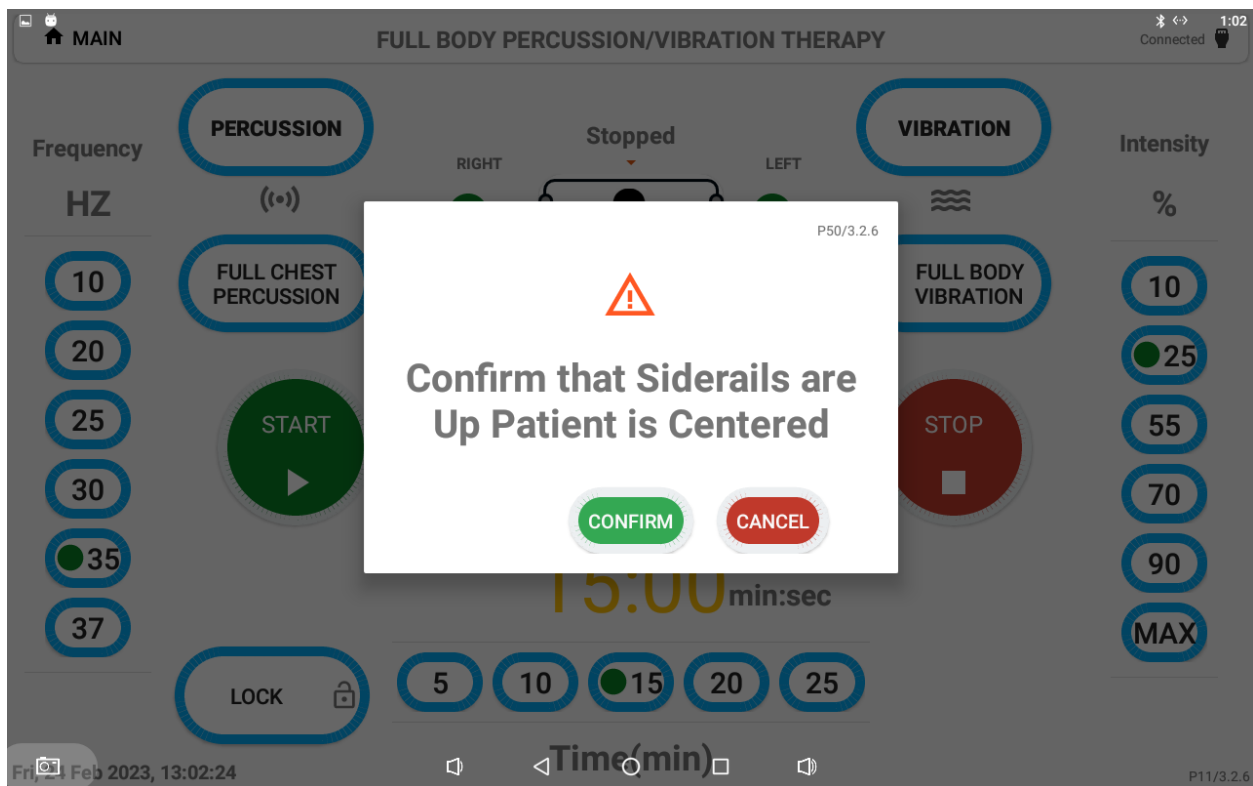 1:02
MAIN
FULL BODY PERCUSSION/VIBRATION THERAPY
Connected
Frequency
HZ
10
20
25
30
35
37
PERCUSSION
FULL CHEST
PERCUSSION
START
LOCK
Stopped
RIGHT
LEFT
P50/3.2.6
Confirm that Siderails are
Up Patient is Centered
CONFIRM
CANCEL
15:00 min:sec
5
10
15
20
25
Time(min)
VIBRATION
FULL BODY
VIBRATION
STOP
Intensity
%
10
25
55
70
90
MAX
Fri, 24 Feb 2023, 13:02:24
P11/3.2.6